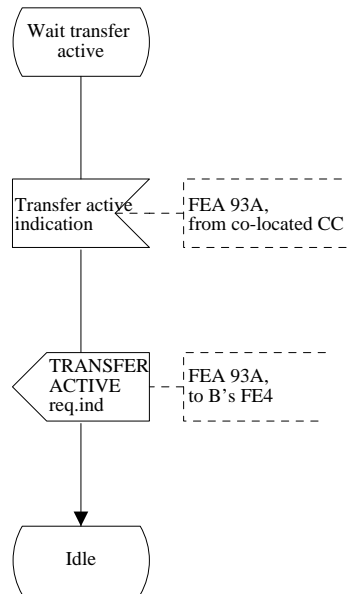 Wait transfer
active
Transfer active
indication
FEA 93A,
from co-located CC
TRANSFER
ACTIVE
req.ind
FEA 93A,
to B's FE4
Idle